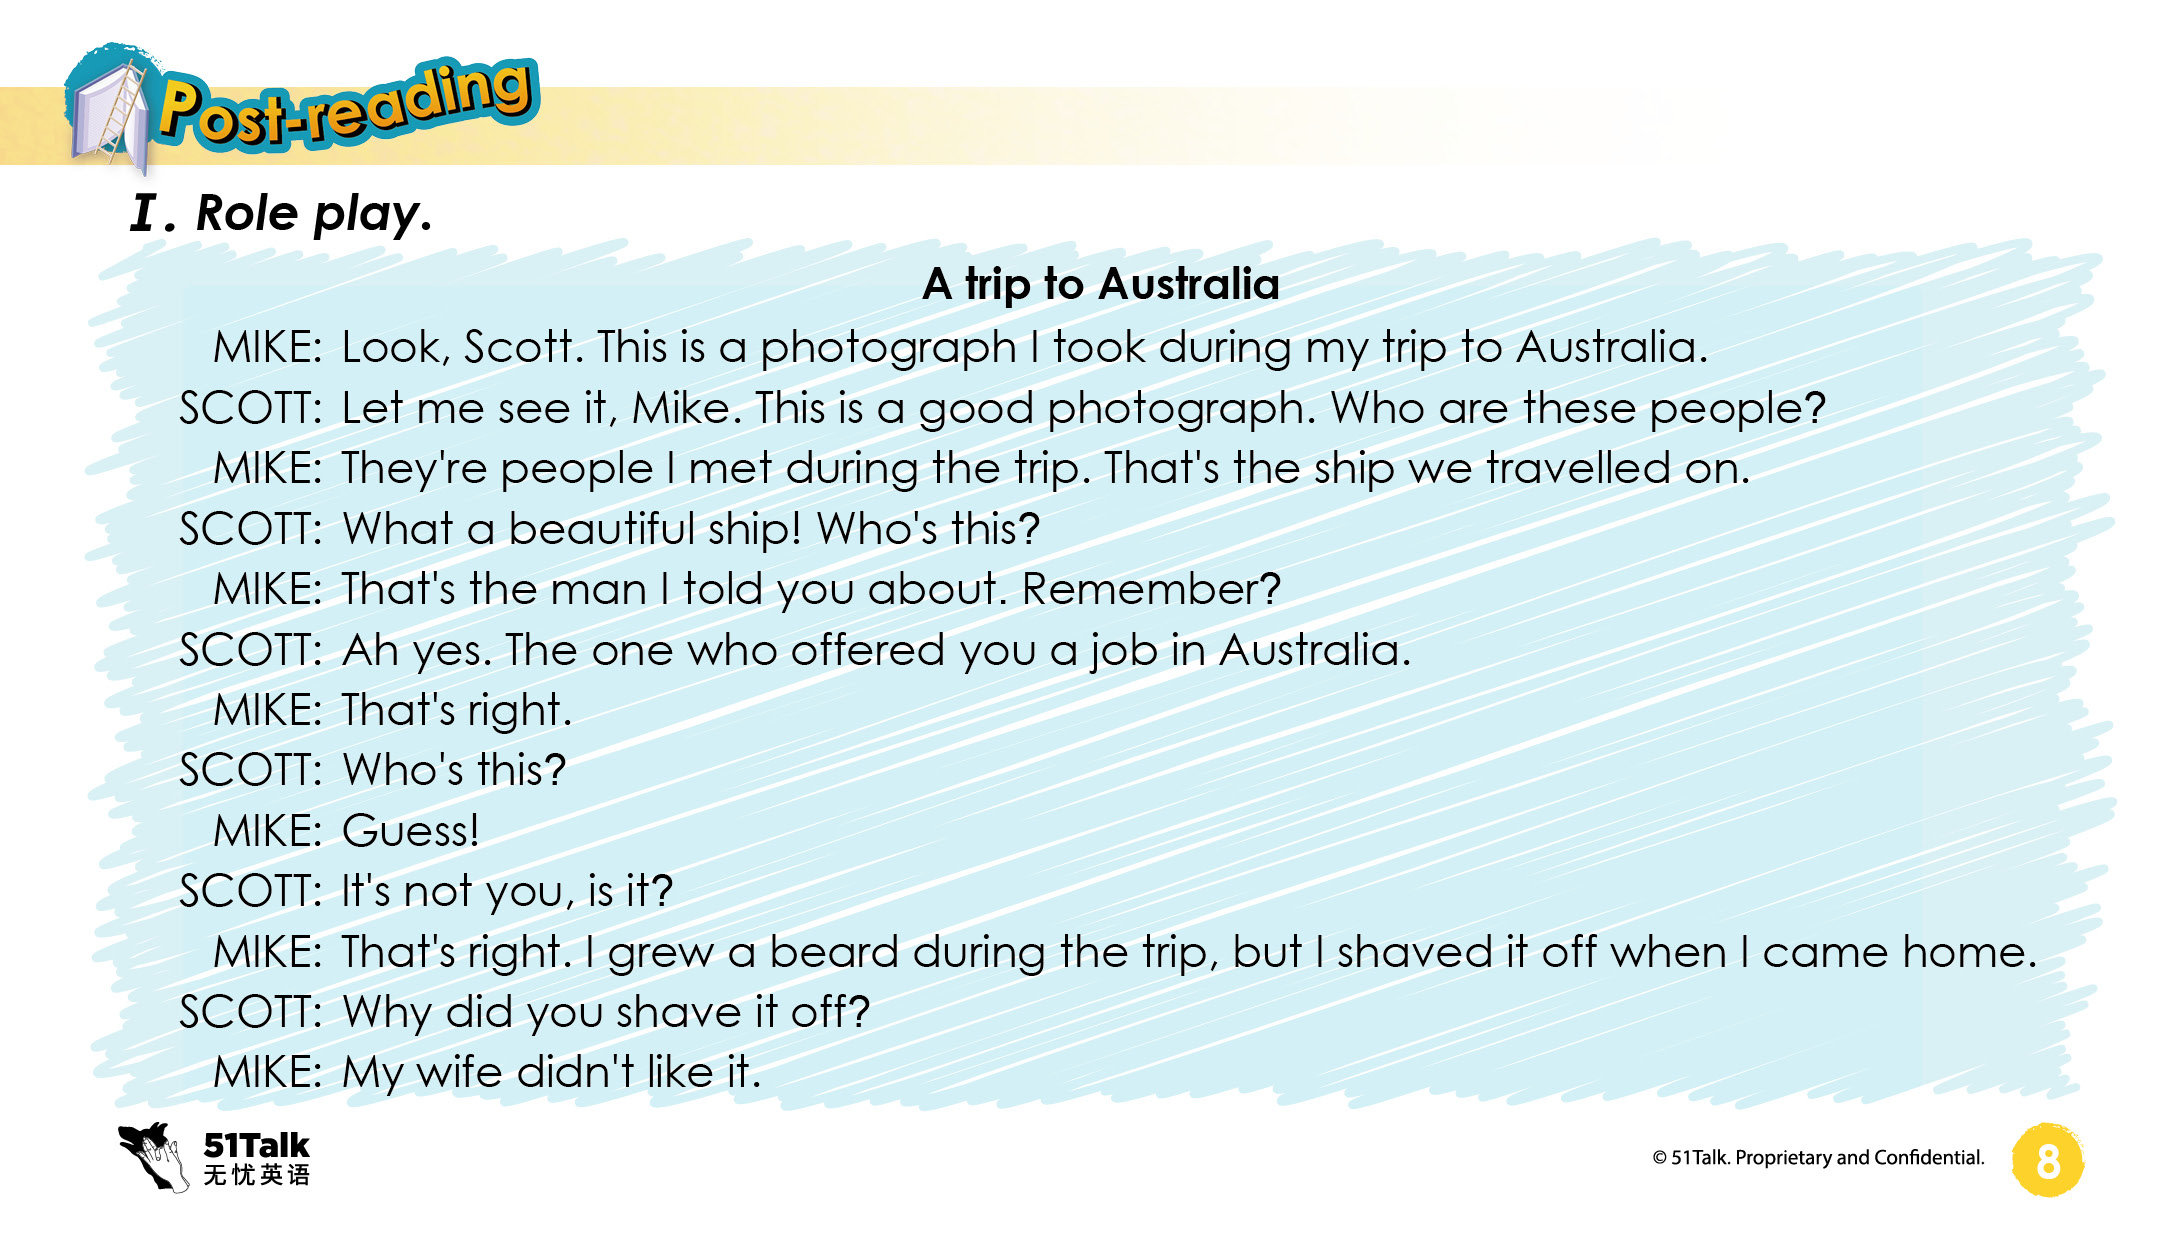 Post-reading
I. Role play.
A trip to Australia
MIKE: Look, Scott. This is a photograph I took during my trip to Australia.
SCOTT: Let me see it, Mike. This is a good photograph. Who are these people?
MIKE: They're people I met during the trip. That's the ship we travelled on.
SCOTT: What a beautiful ship! Who's this?
MIKE: That's the man I told you about. Remember?
SCOTT: Ah yes. The one who offered you a job in Australia.
MIKE: That's right.
SCOTT: Who's this?
MIKE: Guess!
SCOTT: It's not you, is it?
MIKE: That's right. I grew a beard during the trip, but I shaved it off when I came home.
SCOTT: Why did you shave it off?
MIKE: My wife didn't like it.
51Talk
无忧英语
© 51Talk. Proprietary and Confidential.
8